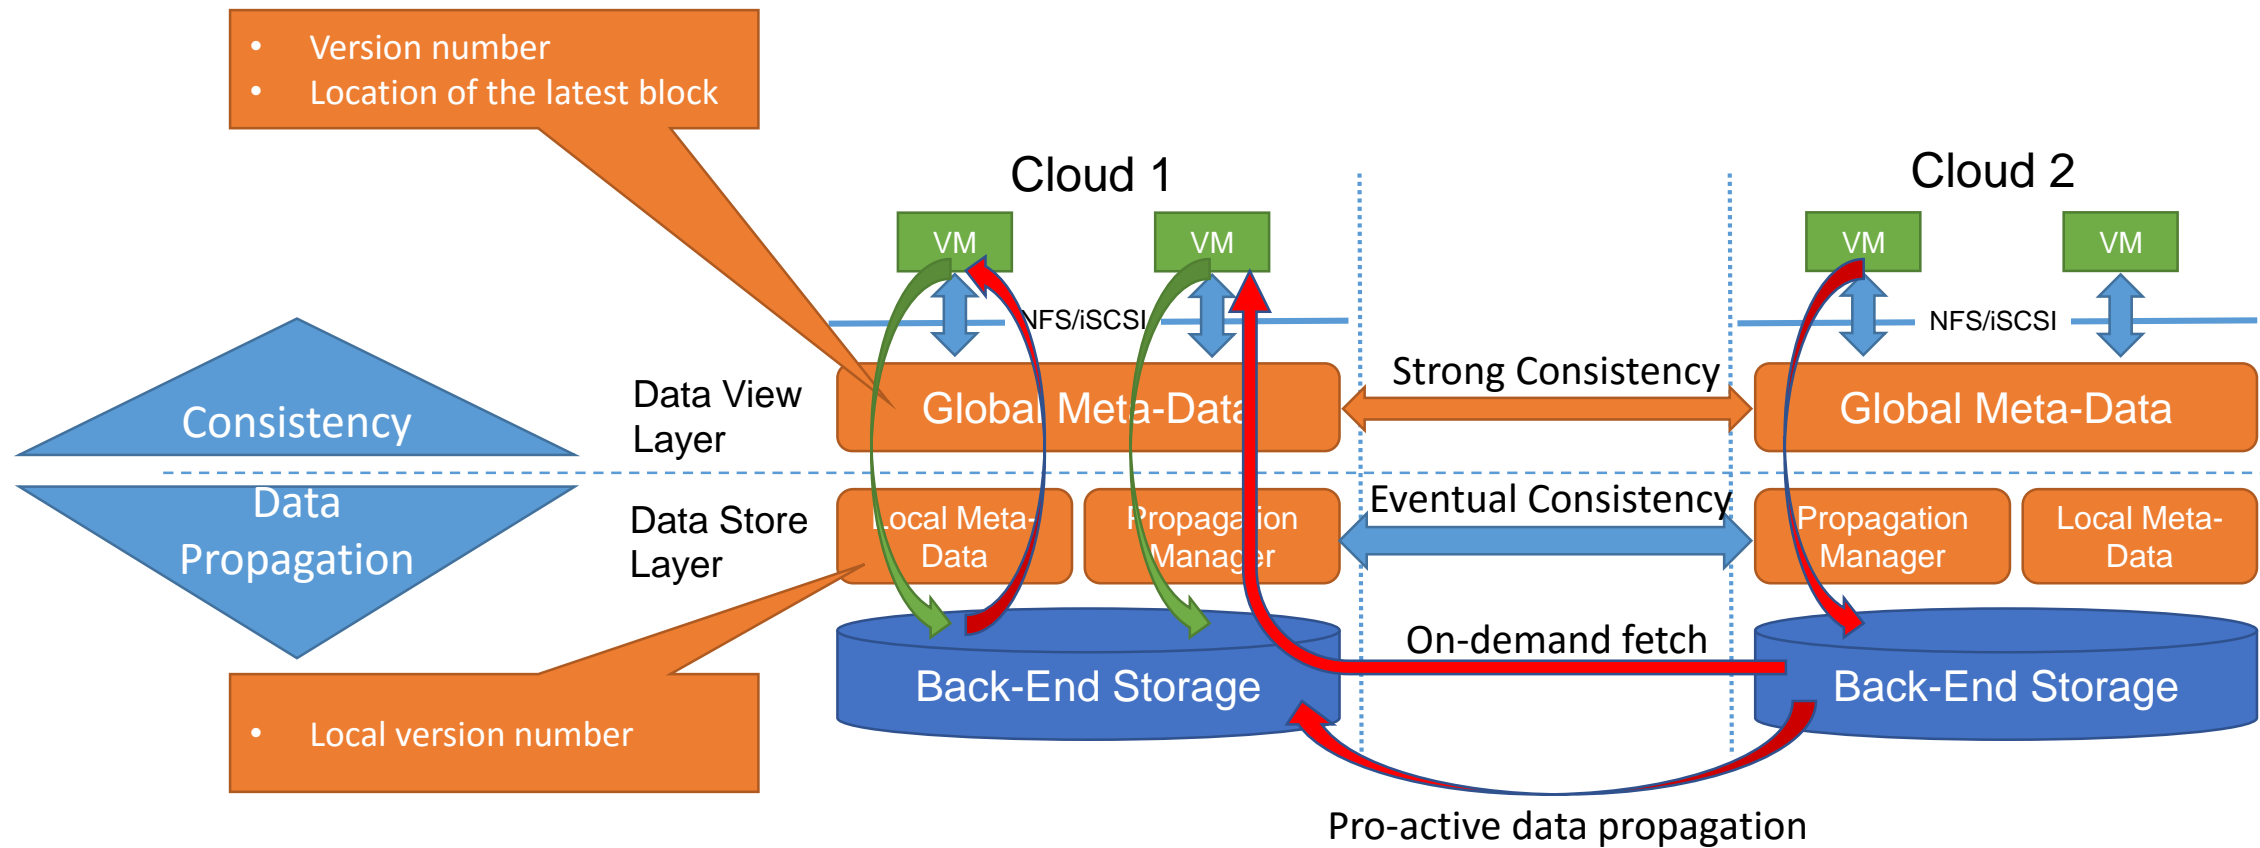 • Version number
• Location of the latest block
Cloud 1
Cloud 2
VM
VM
VM
VM
NFS/iSCSI
NFS/iSCSI
Consistency
Data View
Layer
Global Meta-Data
Strong Consistency
Global Meta-Data
Data
Propagation
Data Store
Layer
Local Meta-
Data
Propagation
Manager
Eventual Consistency
Propagation
Manager
Local Meta-
Data
On-demand fetch
Back-End Storage
Back-End Storage
• Local version number
Pro-active data propagation